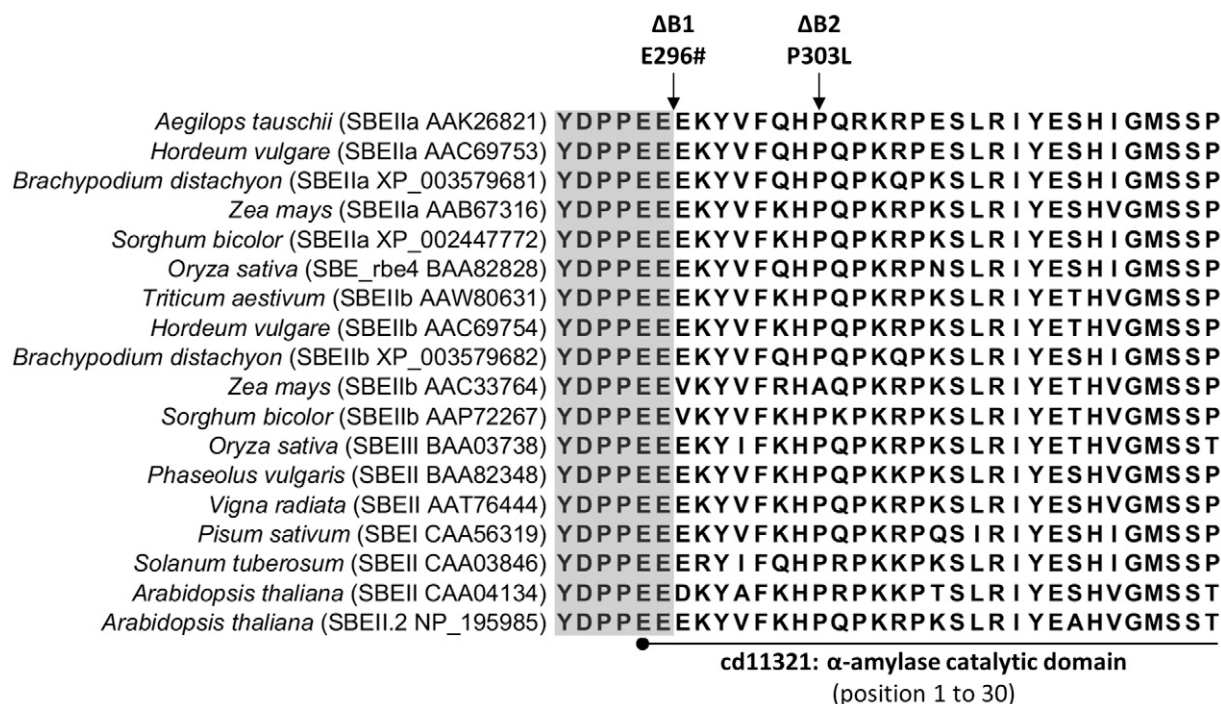 ΔB1 ΔB2
E296# P303L
Aegilops tauschii (SBEIIa AAK26821) YDPPEEEKYVFQHPQRKRPESLRIYESHIGMSSP
Hordeum vulgare (SBEIIa AAC69753) YDPPEEEKYVFQHPQPKRPESLRIYESHIGMSSP
Brachypodium distachyon (SBEIIa XP_003579681) YDPPEEEKYVFQHPQPKQPKSLRIYESHIGMSSP
Zea mays (SBEIIa AAB67316) YDPPEEEKYVFKHPQPKRPKSLRIYESHVGMSSP
Sorghum bicolor (SBEIIa XP_002447772) YDPPEEEKYVFKHPQPKRPKSLRIYESHVGMSSP
Oryza sativa (SBE_rbe4 BAA82828) YDPPEEEKYVFQHPQPKRPNSLRIYESHIGMSSP
Triticum aestivum (SBEIIb AAW80631) YDPPEEEKYVFKHPQPKRPKSLRIYETHVGMSSP
Hordeum vulgare (SBEIIb AAC69754) YDPPEEEKYVFKHPQPKRPKSLRIYETHVGMSSP
Brachypodium distachyon (SBEIIb XP_003579682) YDPPEEEKYVFQHPQPKQPKSLRIYETHVGMSSP
Zea mays (SBEIIb AAC33764) YDPPEEVKYVFRHAQPKRPKSLRIYETHVGMSSP
Sorghum bicolor (SBEIIb AAP72267) YDPPEEVKYVFKHPKPKRPKSLRIYETHVGMSSP
Oryza sativa (SBEIII BAA03738) YDPPEEEKYIFKHPQPKRPKSLRIYETHVGMSST
Phaseolus vulgaris (SBEII BAA82348) YDPPEEEKYVFKHPQPKKPKSLRIYESHVGMSSP
Vigna radiata (SBEII AAT76444) YDPPEEEKYVFKHPQPKKPKSLRIYESHVGMSSP
Pisum sativum (SBEI CAA56319) YDPPEEEKYVFKHPQPKRPQSIRIYESHIGMSSP
Solanum tuberosum (SBEII CAA03846) YDPPEEERYIFQHPRPKKPKSLRIYESHIGMSSP
Arabidopsis thaliana (SBEII CAA04134) YDPPEEDKYAFKHPRPKKPTSLRIYESHVGMSST
Arabidopsis thaliana (SBEII.2 NP_195985) YDPPEEEKYVFKHPQPKRPKSLRIYEAHVGMSST
cd11321: α-amylase catalytic domain
(position 1 to 30)